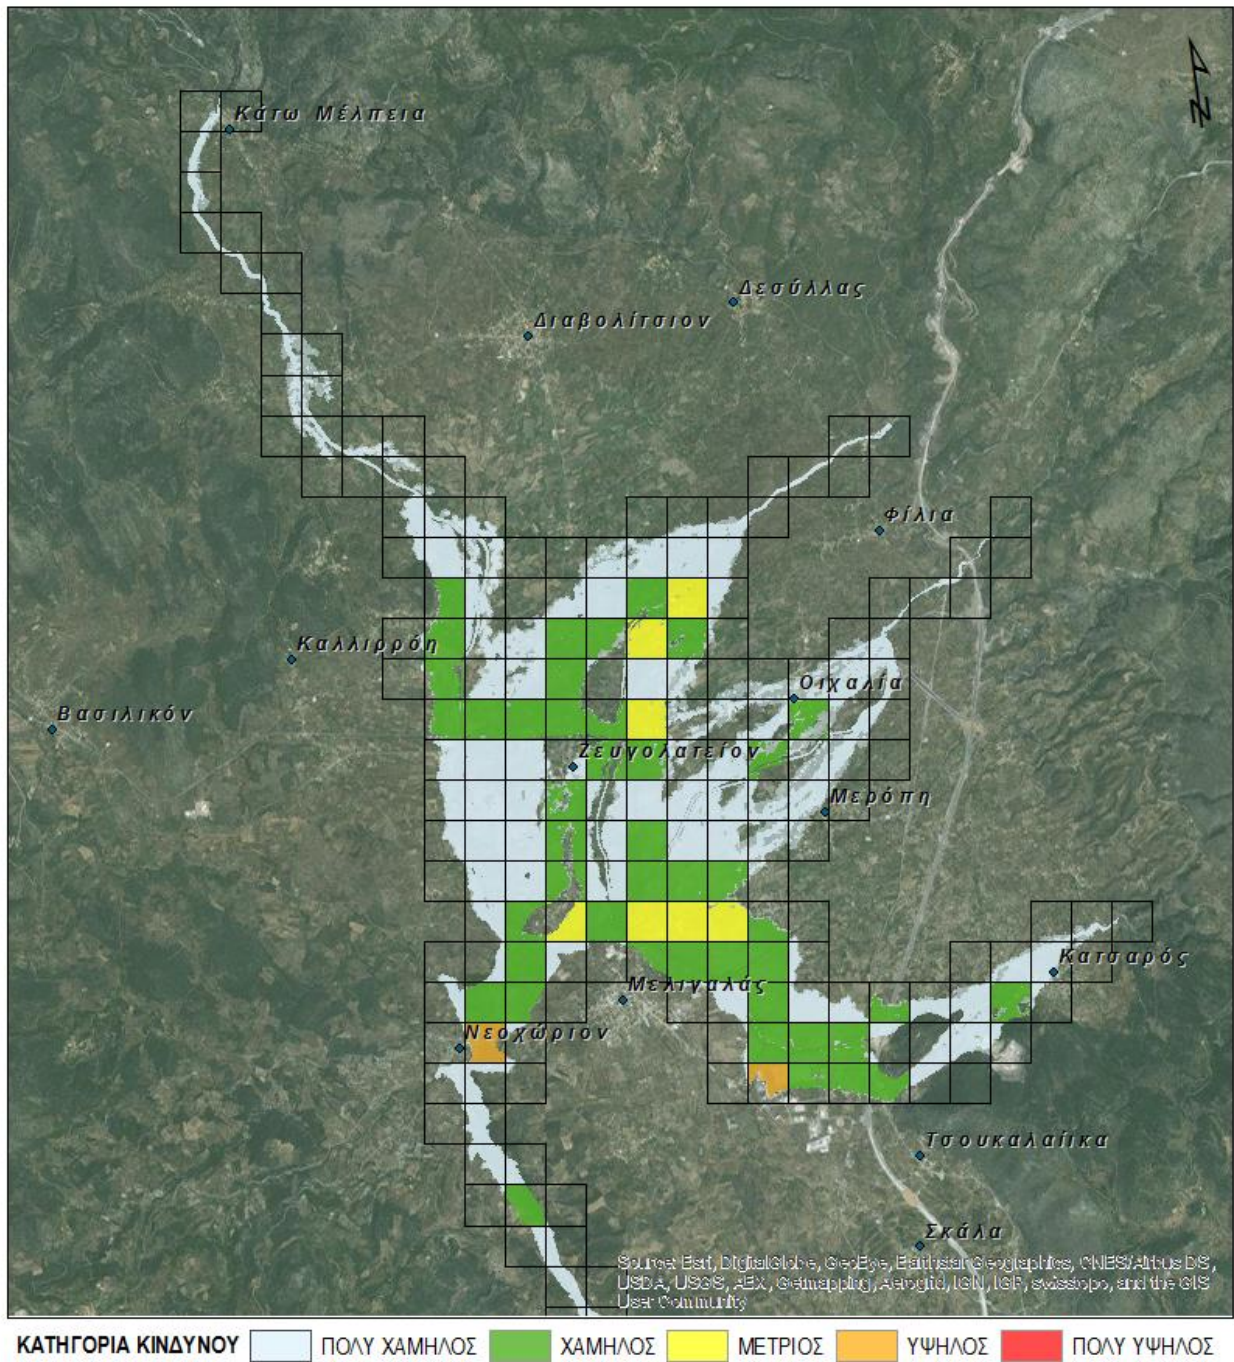 Κάτω Μέλπεια
Δεσύλλας
Διαβολίτσιον
Φίλια
Καλλιρρόη
Οιχαλία
Βασιλικόν
Ζευγολατείον
Μερόπη
Κατσαρός
Μελιγαλάς
Νεοχώριον
Τσουκαλαίικα
Σκάλα
Source: Esri, DigitalGlobe, GeoEye, Earthstar Geographics, CNES/Airbus DS,
USDA, USGS, AEX, Getmapping, Aerogrid, IGN, IGP, swisstopo, and the GIS
User Community
ΚΑΤΗΓΟΡΙΑ ΚΙΝΔΥΝΟΥ ΠΟΛΥ ΧΑΜΗΛΟΣ ΧΑΜΗΛΟΣ ΜΕΤΡΙΟΣ ΥΨΗΛΟΣ ΠΟΛΥ ΥΨΗΛΟΣ